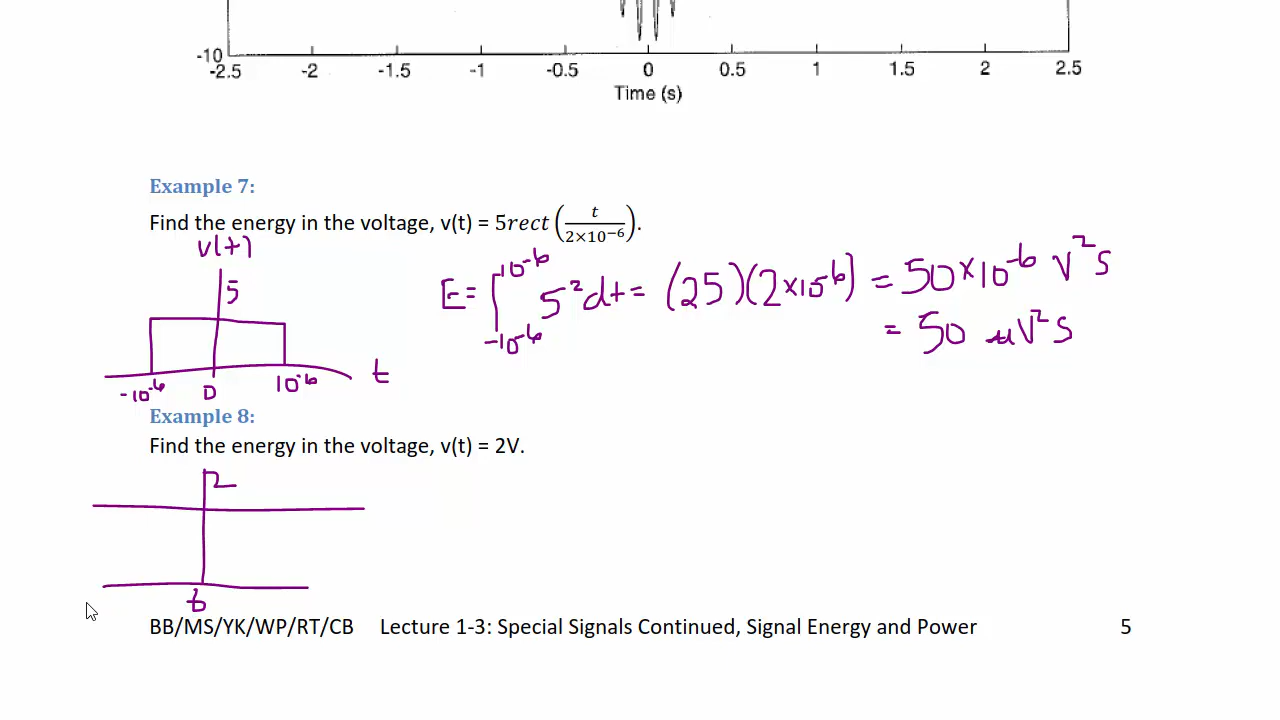 -10
-2.5 -2 -1.5 -1 -0.5 0 0.5 1 1.5 2 2.5
Time (s)
Example 7:
Find the energy in the voltage, v(t) = 5rect(t/2×10⁻⁶).
v(t)
5
-10⁻⁶ 0 10⁻⁶ t
E = ∫_{-10⁻⁶}^{10⁻⁶} 5² dt = (25)(2×10⁻⁶) = 50×10⁻⁶ V²s
= 50 μV²s
Example 8:
Find the energy in the voltage, v(t) = 2V.
2
t
BB/MS/YK/WP/RT/CB Lecture 1-3: Special Signals Continued, Signal Energy and Power 5